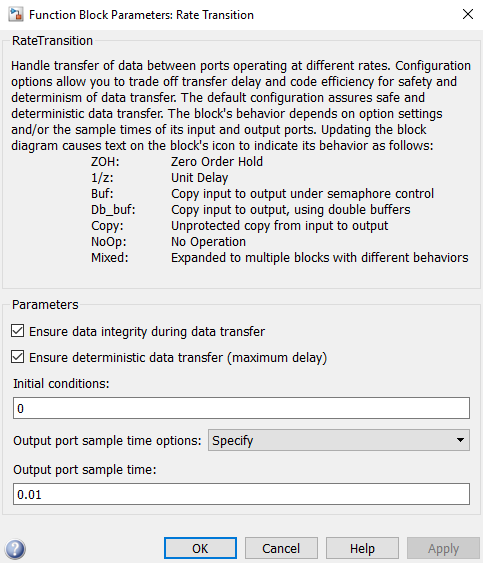 Function Block Parameters: Rate Transition
RateTransition
Handle transfer of data between ports operating at different rates. Configuration
options allow you to trade off transfer delay and code efficiency for safety and
determinism of data transfer. The default configuration assures safe and
deterministic data transfer. The block's behavior depends on option settings
and/or the sample times of its input and output ports. Updating the block
diagram causes text on the block's icon to indicate its behavior as follows:
ZOH: Zero Order Hold
1/z: Unit Delay
Buf: Copy input to output under semaphore control
Db_buf: Copy input to output, using double buffers
Copy: Unprotected copy from input to output
NoOp: No Operation
Mixed: Expanded to multiple blocks with different behaviors
Parameters
Ensure data integrity during data transfer
Ensure deterministic data transfer (maximum delay)
Initial conditions:
0
Output port sample time options: Specify
Output port sample time:
0.01
? OK Cancel Help Apply